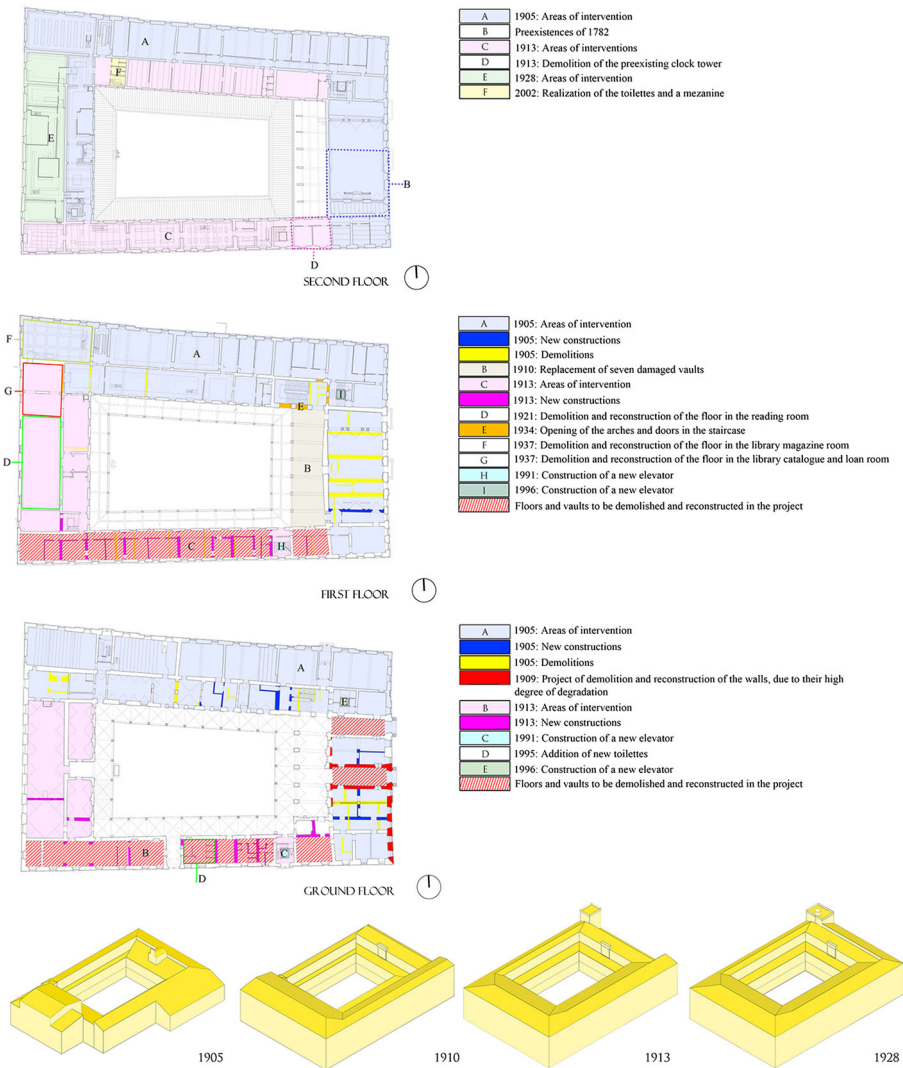 A
F
E
B
C
D
SECOND FLOOR
A 1905: Areas of intervention
B Preexistences of 1782
C 1913: Areas of interventions
D 1913: Demolition of the preexisting clock tower
E 1928: Areas of intervention
F 2002: Realization of the toilettes and a mezanine
F
A
G
I
E
D
B
C
H
FIRST FLOOR
A 1905: Areas of intervention
1905: New constructions
1905: Demolitions
B 1910: Replacement of seven damaged vaults
C 1913: Areas of intervention
1913: New constructions
D 1921: Demolition and reconstruction of the floor in the reading room
E 1934: Opening of the arches and doors in the staircase
F 1937: Demolition and reconstruction of the floor in the library magazine room
G 1937: Demolition and reconstruction of the floor in the library catalogue and loan room
H 1991: Construction of a new elevator
I 1996: Construction of a new elevator
Floors and vaults to be demolished and reconstructed in the project
A
E
B
C
D
GROUND FLOOR
A 1905: Areas of intervention
1905: New constructions
1905: Demolitions
1909: Project of demolition and reconstruction of the walls, due to their high
degree of degradation
B 1913: Areas of intervention
1913: New constructions
C 1991: Construction of a new elevator
D 1995: Addition of new toilettes
E 1996: Construction of a new elevator
Floors and vaults to be demolished and reconstructed in the project
1905
1910
1913
1928